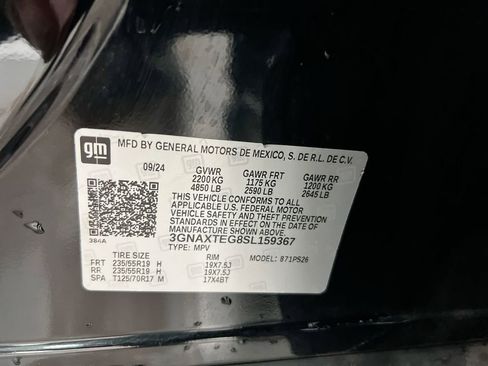 gm
MFD BY GENERAL MOTORS DE MEXICO, S. DE R.L. DE C.V.
09/24 GVWR GAWR FRT GAWR RR
2200 KG 1175 KG 1200 KG
4850 LB 2590 LB 2645 LB
THIS VEHICLE CONFORMS TO ALL
APPLICABLE U.S. FEDERAL MOTOR
VEHICLE SAFETY AND THEFT PREVENTION
STANDARDS IN EFFECT ON THE DATE OF
MANUFACTURE SHOWN ABOVE.
3GNAXTEG8SL159367
384A TYPE: MPV MODEL: 871PS26
TIRE SIZE RIM
FRT 235/55R19 H 19X7.5J
RR 235/55R19 H 19X7.5J
SPA T125/70R17 M 17X4BT